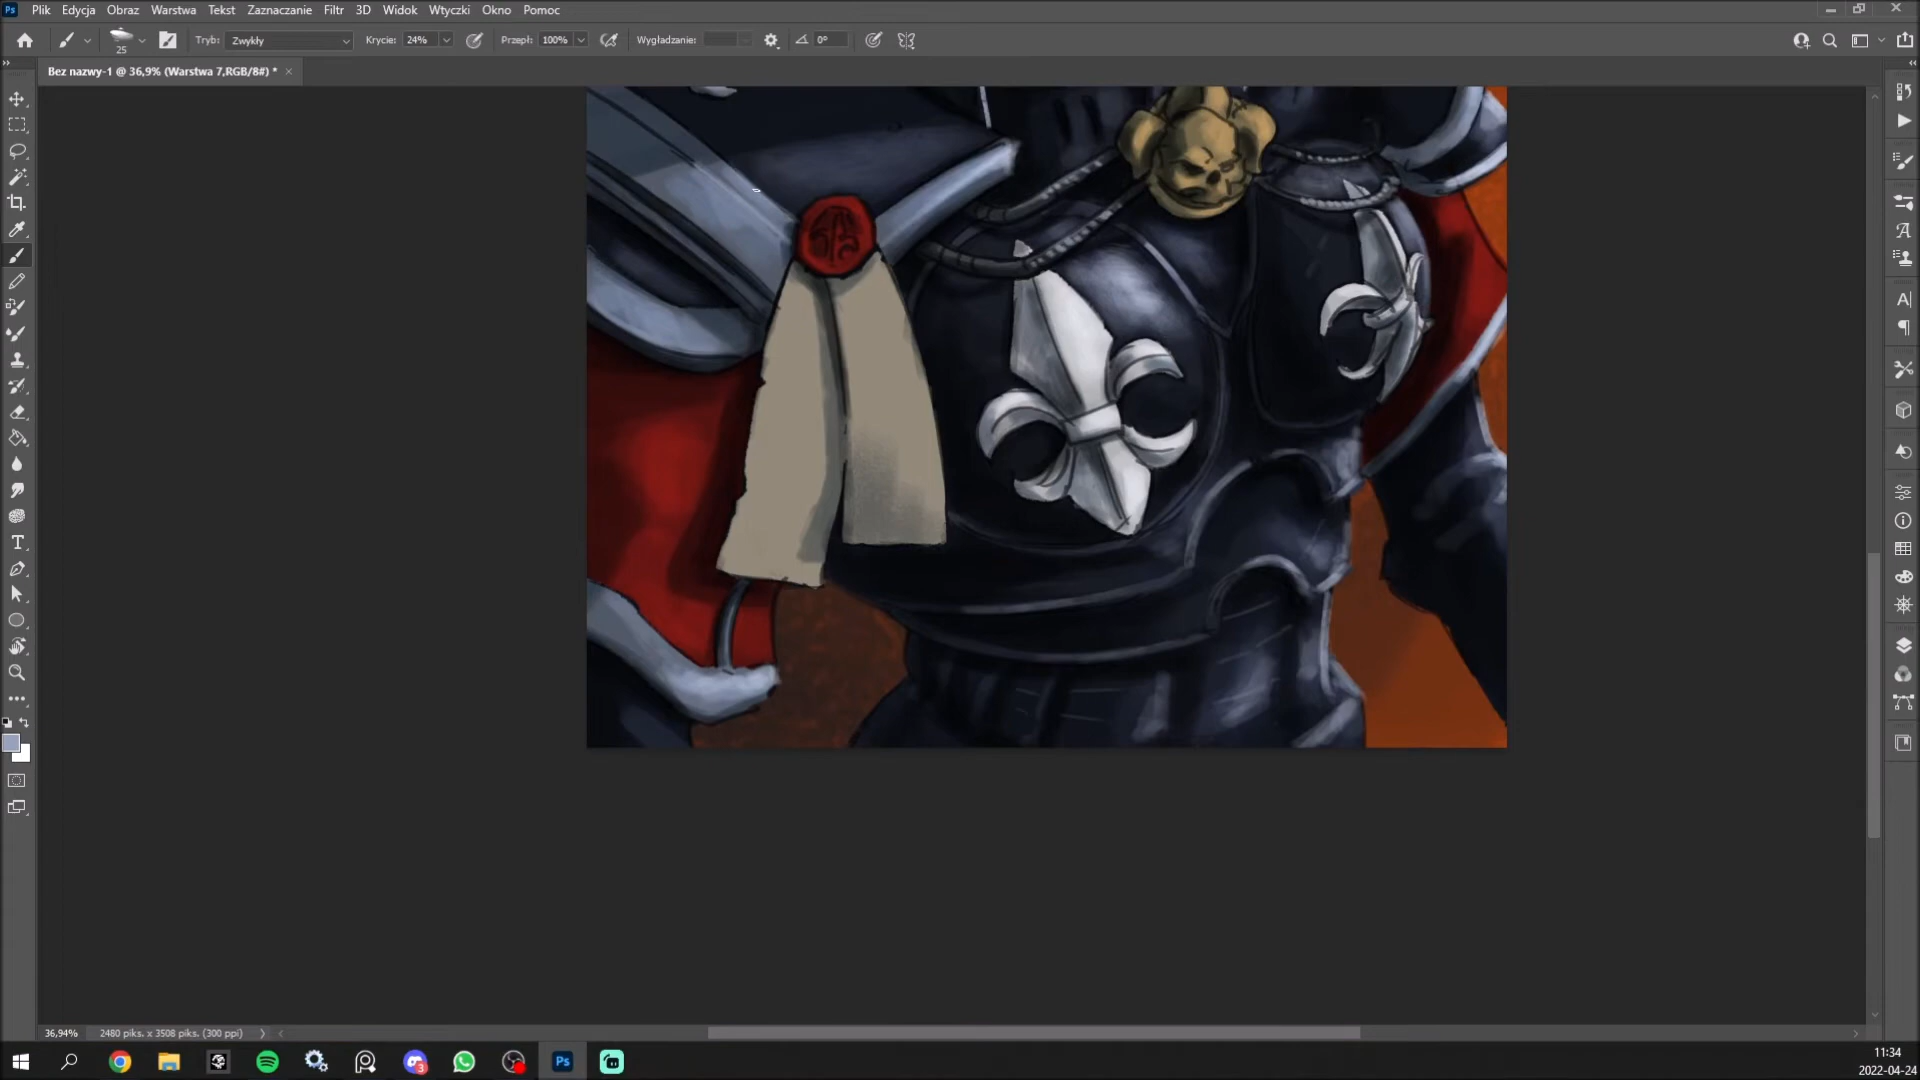 Plik Edycja Obraz Warstwa Tekst Zaznaczanie Filtr 3D Widok Wtyczki Okno Pomoc
25 Tryb: Zwykły Krycie: 24% Przepł: 100% Wygładzanie: 0°
Bez nazwy-1 @ 36,9% (Warstwa 7,RGB/8#) * ×
36,94% 2480 piks. x 3508 piks. (300 ppi)
3
Ps
11:34
2022-04-24